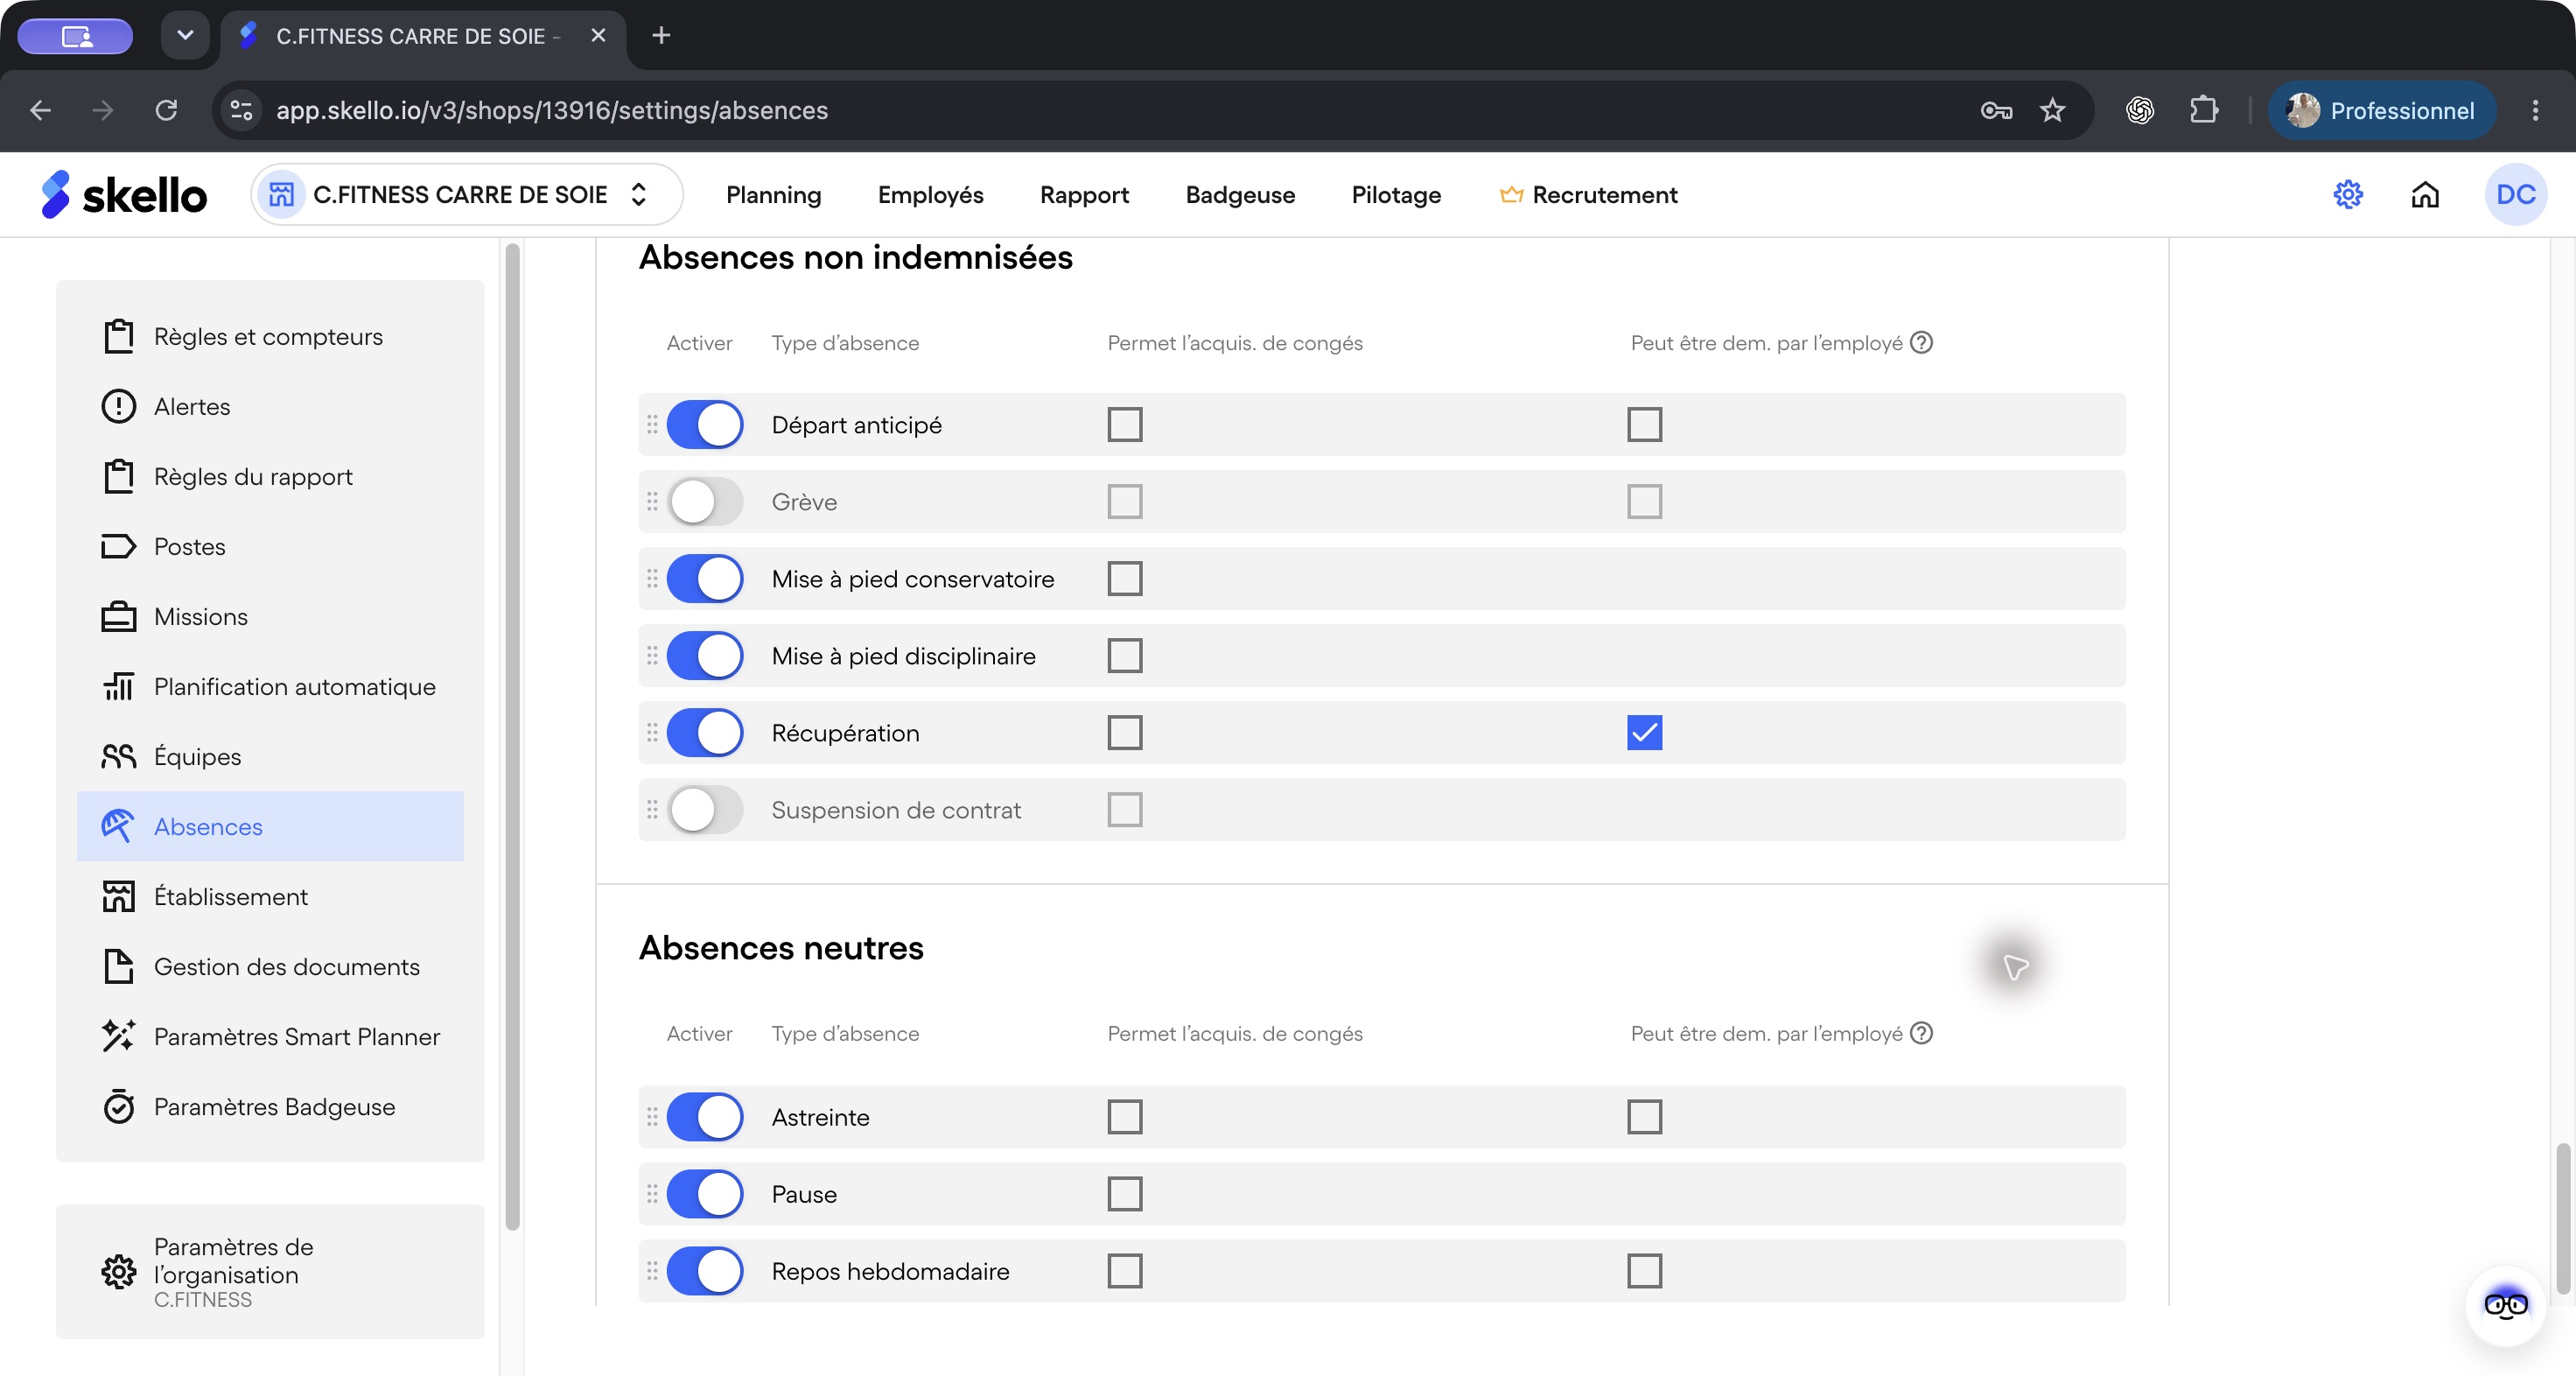 C.FITNESS CARRE DE SOIE -
app.skello.io/v3/shops/13916/settings/absences
Professionnel
skello
C.FITNESS CARRE DE SOIE
Planning
Employés
Rapport
Badgeuse
Pilotage
Recrutement
DC
Règles et compteurs
Alertes
Règles du rapport
Postes
Missions
Planification automatique
Équipes
Absences
Établissement
Gestion des documents
Paramètres Smart Planner
Paramètres Badgeuse
Paramètres de
l'organisation
C.FITNESS
Absences non indemnisées
Activer Type d'absence Permet l'acquis. de congés Peut être dem. par l'employé ?
Départ anticipé
Grève
Mise à pied conservatoire
Mise à pied disciplinaire
Récupération
Suspension de contrat
Absences neutres
Activer Type d'absence Permet l'acquis. de congés Peut être dem. par l'employé ?
Astreinte
Pause
Repos hebdomadaire